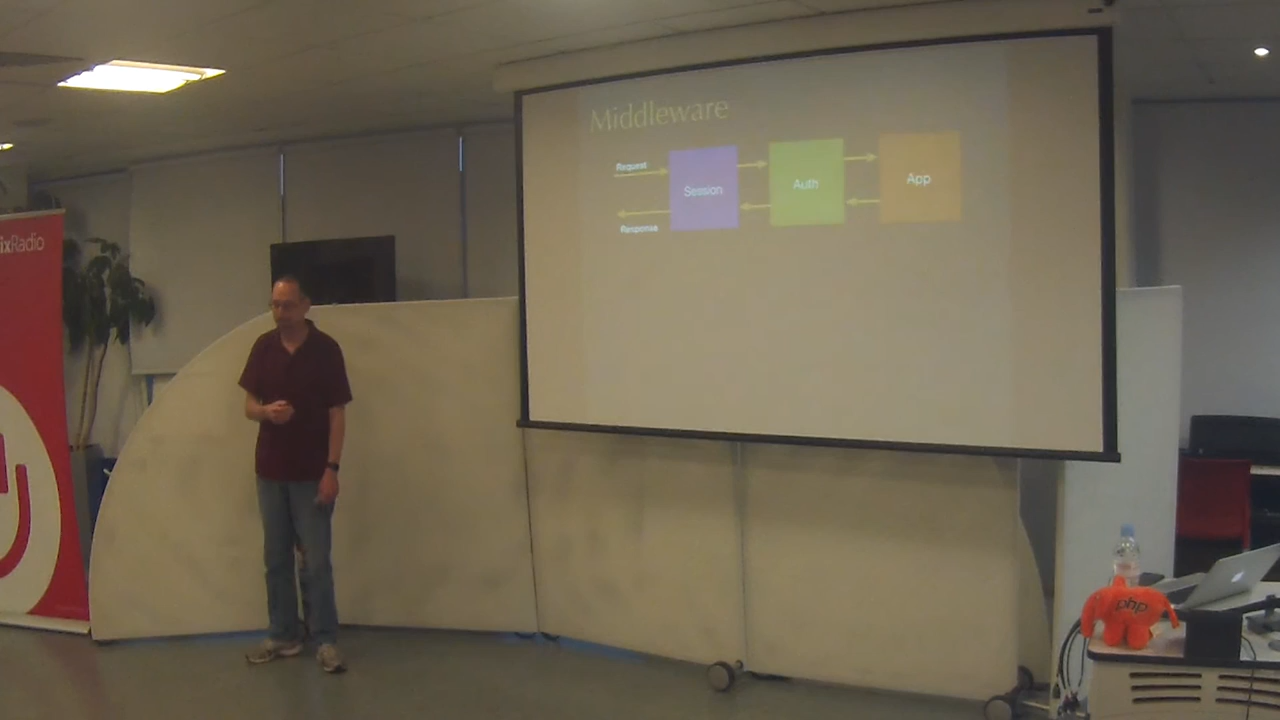 ixRadio
Middleware
Request
Session
Auth
App
Response
php